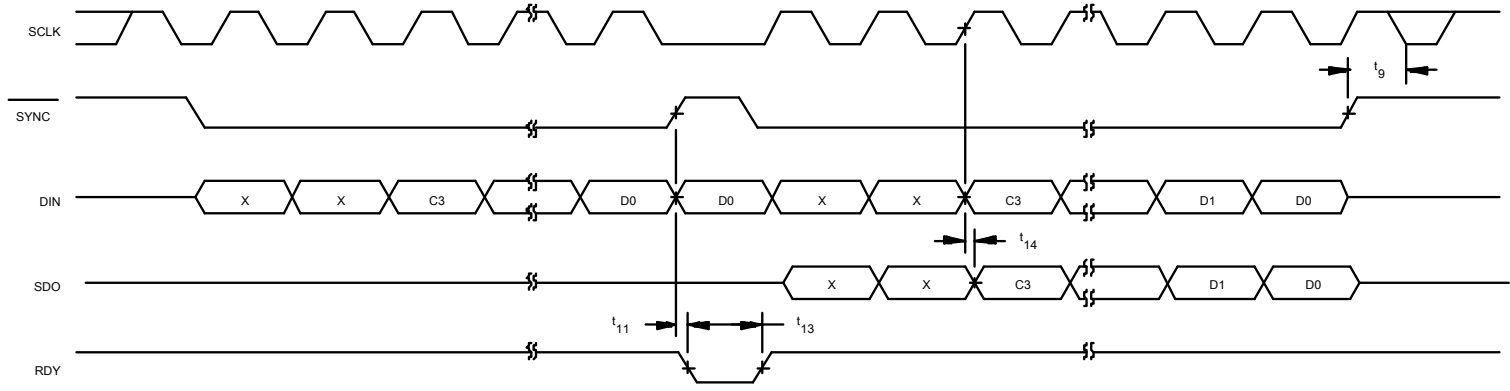 SCLK
t9
SYNC
DIN X X C3 D0 D0 X X C3 D1 D0
t14
SDO X X C3 D1 D0
t11 t13
RDY